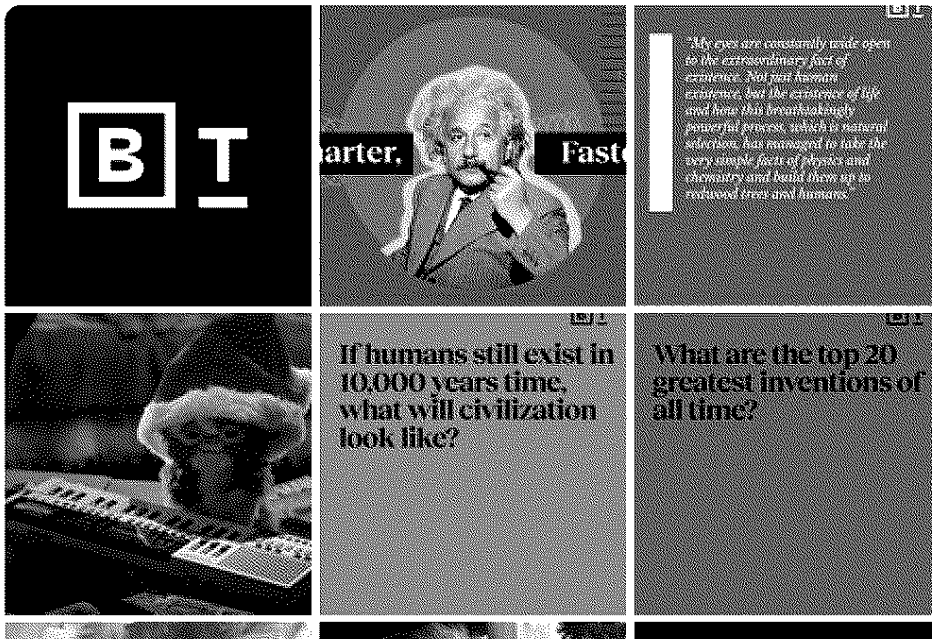 B T
arter,
Faste
"My eyes are constantly wide open
to the extraordinary fact of
existence. Not just human
existence, but the existence of life
and how this breathtakingly
powerful process, which is natural
selection, has managed to take the
very simple facts of physics and
chemistry and build them up to
redwood trees and humans."
If humans still exist in
10,000 years time,
what will civilization
look like?
What are the top 20
greatest inventions of
all time?